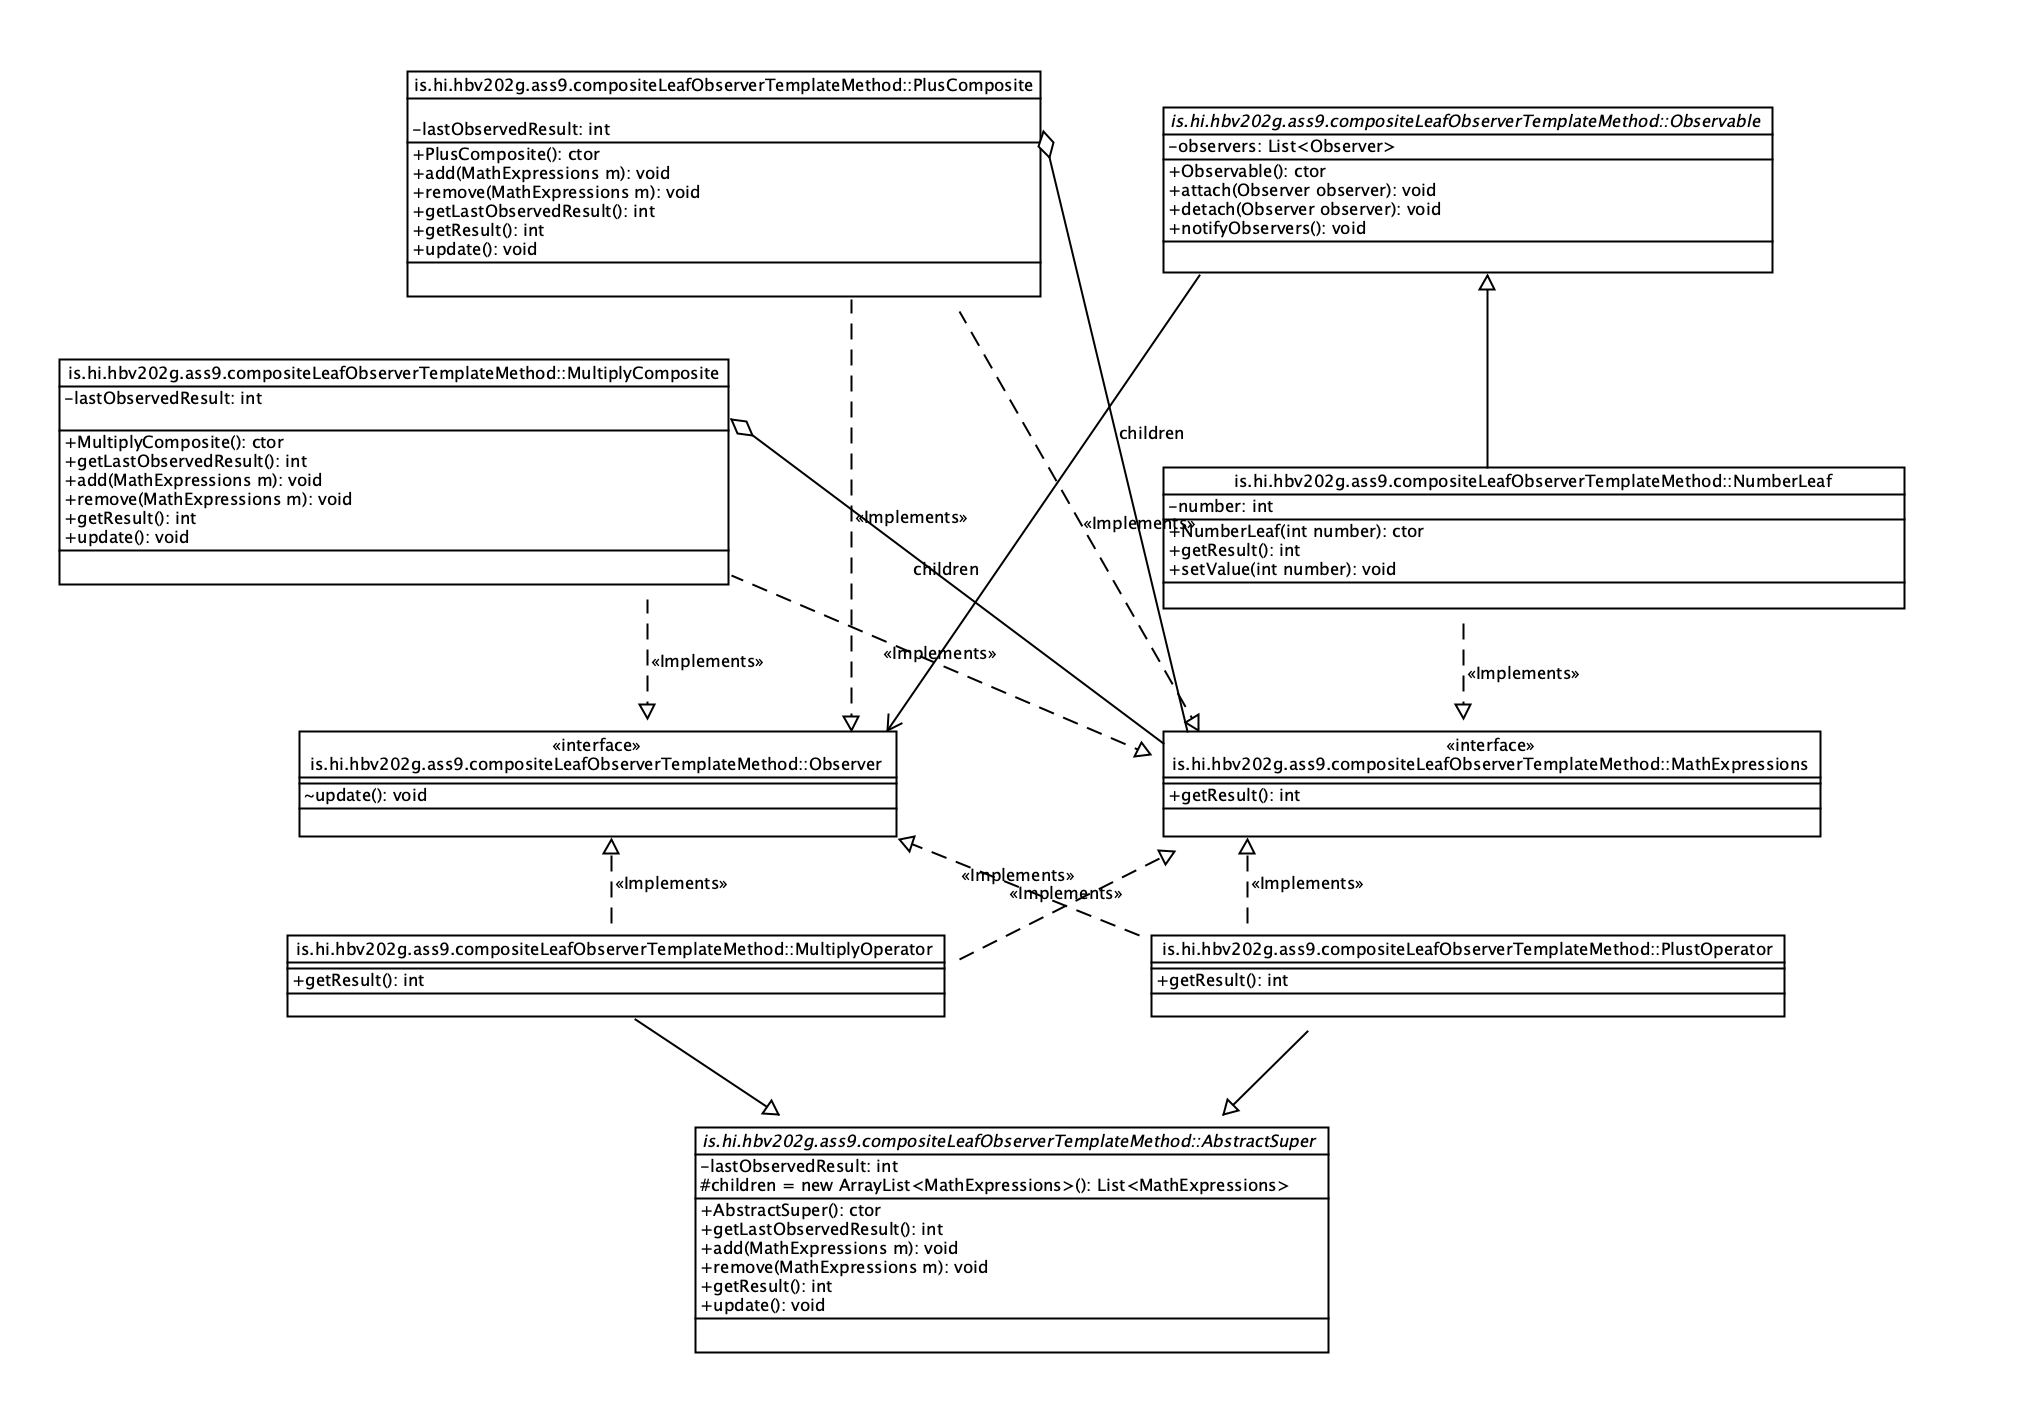 is.hi.hbv202g.ass9.compositeLeafObserverTemplateMethod::PlusComposite
-lastObservedResult: int
+PlusComposite(): ctor
+add(MathExpressions m): void
+remove(MathExpressions m): void
+getLastObservedResult(): int
+getResult(): int
+update(): void
is.hi.hbv202g.ass9.compositeLeafObserverTemplateMethod::Observable
-observers: List<Observer>
+Observable(): ctor
+attach(Observer observer): void
+detach(Observer observer): void
+notifyObservers(): void
is.hi.hbv202g.ass9.compositeLeafObserverTemplateMethod::MultiplyComposite
-lastObservedResult: int
+MultiplyComposite(): ctor
+getLastObservedResult(): int
+add(MathExpressions m): void
+remove(MathExpressions m): void
+getResult(): int
+update(): void
children
is.hi.hbv202g.ass9.compositeLeafObserverTemplateMethod::NumberLeaf
-number: int
+NumberLeaf(int number): ctor
+getResult(): int
+setValue(int number): void
«Implements»
«Implements»
children
«Implements»
«Implements»
«Implements»
«interface»
is.hi.hbv202g.ass9.compositeLeafObserverTemplateMethod::Observer
~update(): void
«interface»
is.hi.hbv202g.ass9.compositeLeafObserverTemplateMethod::MathExpressions
+getResult(): int
«Implements»
«Implements»
«Implements»
«Implements»
is.hi.hbv202g.ass9.compositeLeafObserverTemplateMethod::MultiplyOperator
+getResult(): int
is.hi.hbv202g.ass9.compositeLeafObserverTemplateMethod::PlustOperator
+getResult(): int
is.hi.hbv202g.ass9.compositeLeafObserverTemplateMethod::AbstractSuper
-lastObservedResult: int
#children = new ArrayList<MathExpressions>(): List<MathExpressions>
+AbstractSuper(): ctor
+getLastObservedResult(): int
+add(MathExpressions m): void
+remove(MathExpressions m): void
+getResult(): int
+update(): void